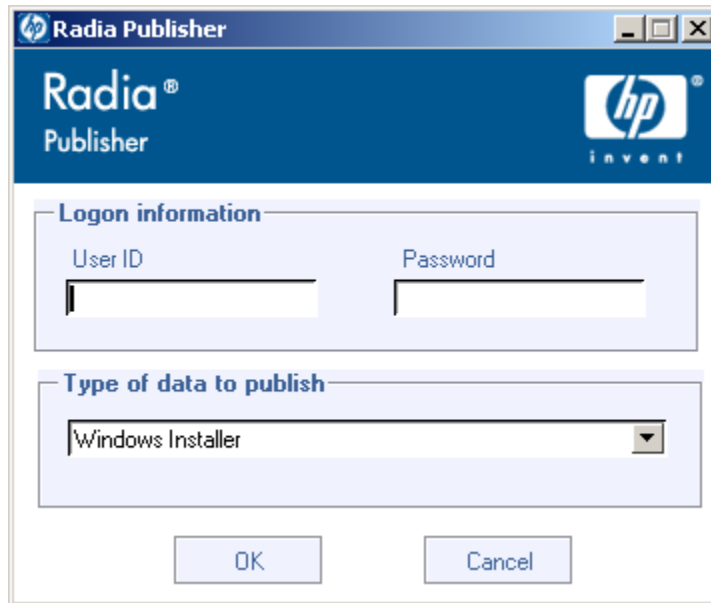 Radia Publisher
Radia®
Publisher
hp®
invent
Logon information
User ID Password
Type of data to publish
Windows Installer
OK Cancel